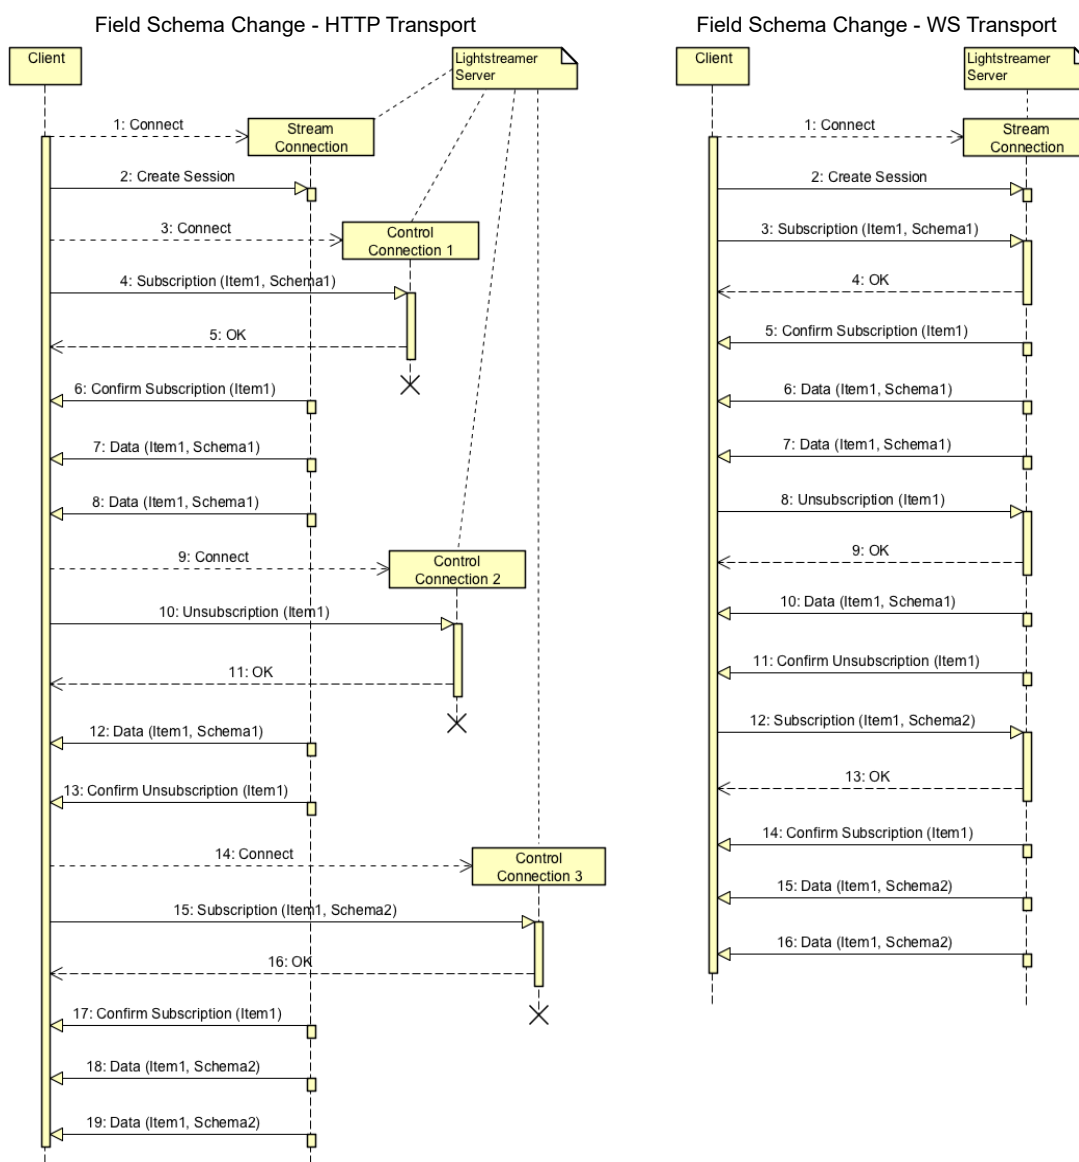 Field Schema Change - HTTP Transport
Client
Lightstreamer
Server
1: Connect
Stream
Connection
2: Create Session
3: Connect
Control
Connection 1
4: Subscription (Item1, Schema1)
5: OK
6: Confirm Subscription (Item1)
7: Data (Item1, Schema1)
8: Data (Item1, Schema1)
9: Connect
Control
Connection 2
10: Unsubscription (Item1)
11: OK
12: Data (Item1, Schema1)
13: Confirm Unsubscription (Item1)
14: Connect
Control
Connection 3
15: Subscription (Item1, Schema2)
16: OK
17: Confirm Subscription (Item1)
18: Data (Item1, Schema2)
19: Data (Item1, Schema2)
Field Schema Change - WS Transport
Client
Lightstreamer
Server
1: Connect
Stream
Connection
2: Create Session
3: Subscription (Item1, Schema1)
4: OK
5: Confirm Subscription (Item1)
6: Data (Item1, Schema1)
7: Data (Item1, Schema1)
8: Unsubscription (Item1)
9: OK
10: Data (Item1, Schema1)
11: Confirm Unsubscription (Item1)
12: Subscription (Item1, Schema2)
13: OK
14: Confirm Subscription (Item1)
15: Data (Item1, Schema2)
16: Data (Item1, Schema2)